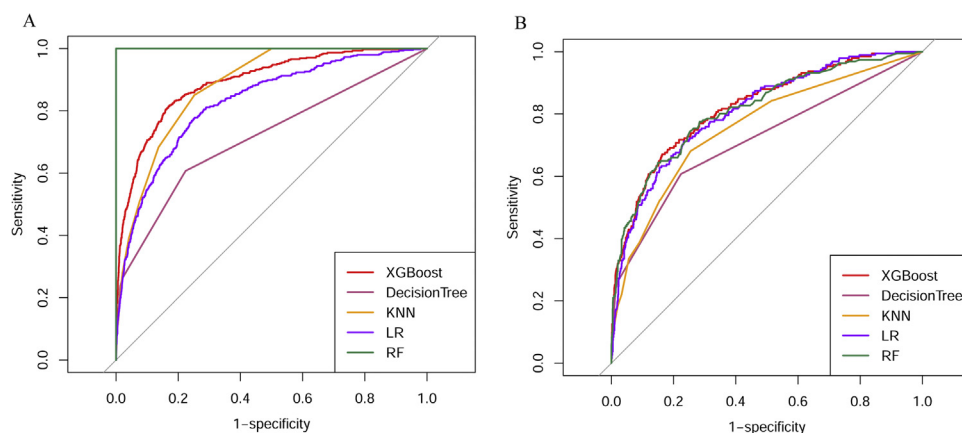 A
Sensitivity
1.0
0.8
0.6
0.4
0.2
0.0
XGBoost
DecisionTree
KNN
LR
RF
0.0 0.2 0.4 0.6 0.8 1.0
1−specificity
B
Sensitivity
1.0
0.8
0.6
0.4
0.2
0.0
XGBoost
DecisionTree
KNN
LR
RF
0.0 0.2 0.4 0.6 0.8 1.0
1−specificity